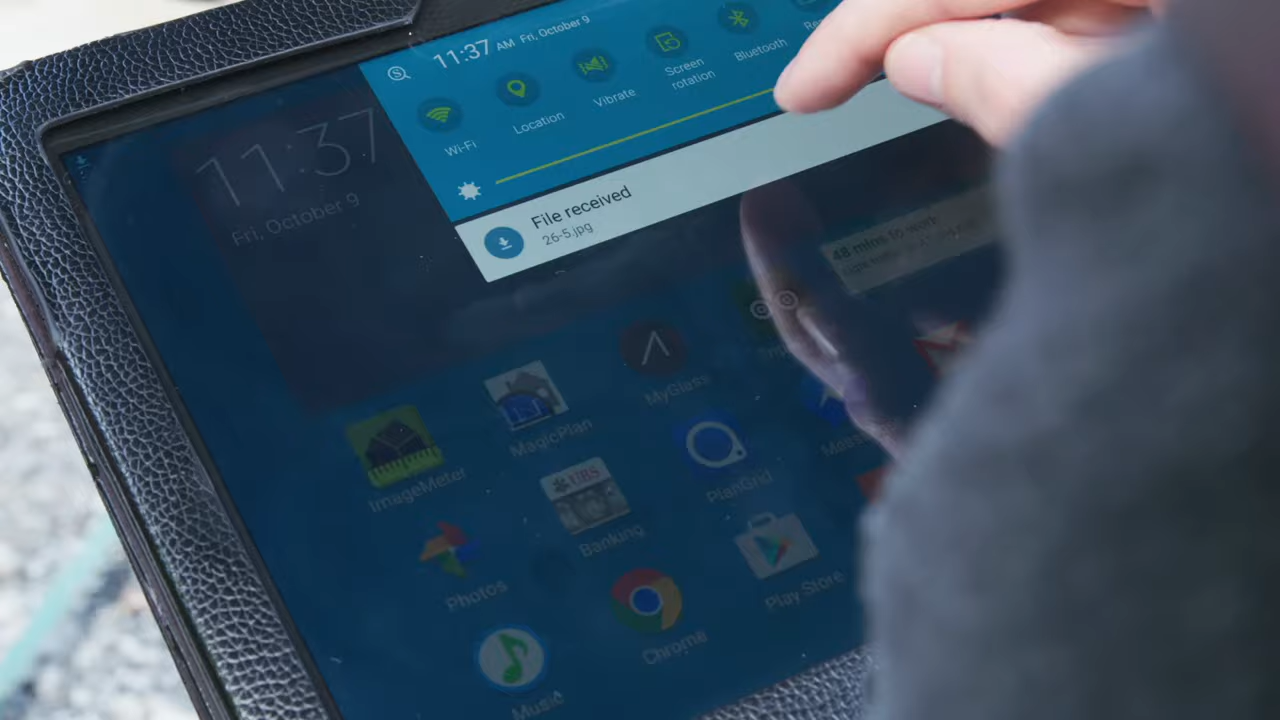 11:37 AM Fri, October 9
Wi-Fi
Location
Vibrate
Screen
rotation
Bluetooth
File received
26-5.jpg
11:37
Fri, October 9
48 mins to work
ImageMeter
MagicPlan
MyGlass
Photos
UBS
Banking
PlanGrid
Music
Chrome
Play Store